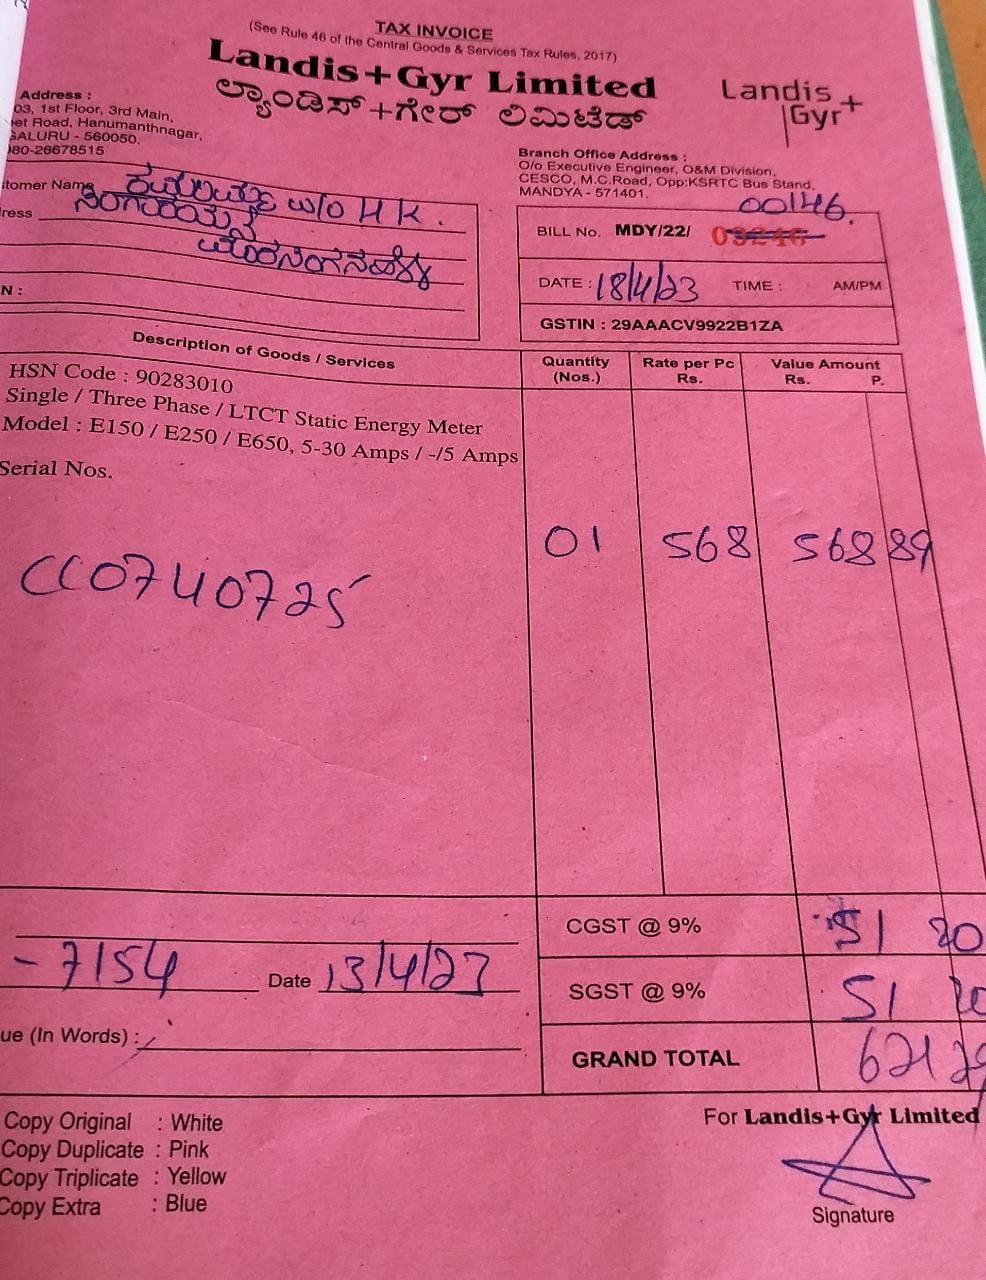 TAX INVOICE
(See Rule 46 of the Central Goods & Services Tax Rules, 2017)
Landis+Gyr Limited
ಲ್ಯಾಂಡಿಸ್+ಗೇರ್ ಲಿಮಿಟೆಡ್
Landis
Gyr+
Address :
03, 1st Floor, 3rd Main,
et Road, Hanumanthnagar,
GALURU - 560050.
080-26678515
Branch Office Address :
O/o Executive Engineer, O&M Division,
CESCO, M.C.Road, Opp:KSRTC Bus Stand,
MANDYA - 571401.
tomer Name W/O H K.
ress
N :
00146.
BILL No. MDY/22/ 09246
DATE : 18/4/23 TIME : AM/PM
GSTIN : 29AAACV9922B1ZA
Description of Goods / Services
Quantity (Nos.)
Rate per Pc Rs.
Value Amount Rs. P.
HSN Code : 90283010
Single / Three Phase / LTCT Static Energy Meter
Model : E150 / E250 / E650, 5-30 Amps / -/5 Amps
Serial Nos.
01 568 568 89
CC0740725
CGST @ 9% 51 20
- 7154 Date 13/4/23
SGST @ 9% 51 20
ue (In Words) :
GRAND TOTAL
Copy Original : White
Copy Duplicate : Pink
Copy Triplicate : Yellow
Copy Extra : Blue
For Landis+Gyr Limited
Signature